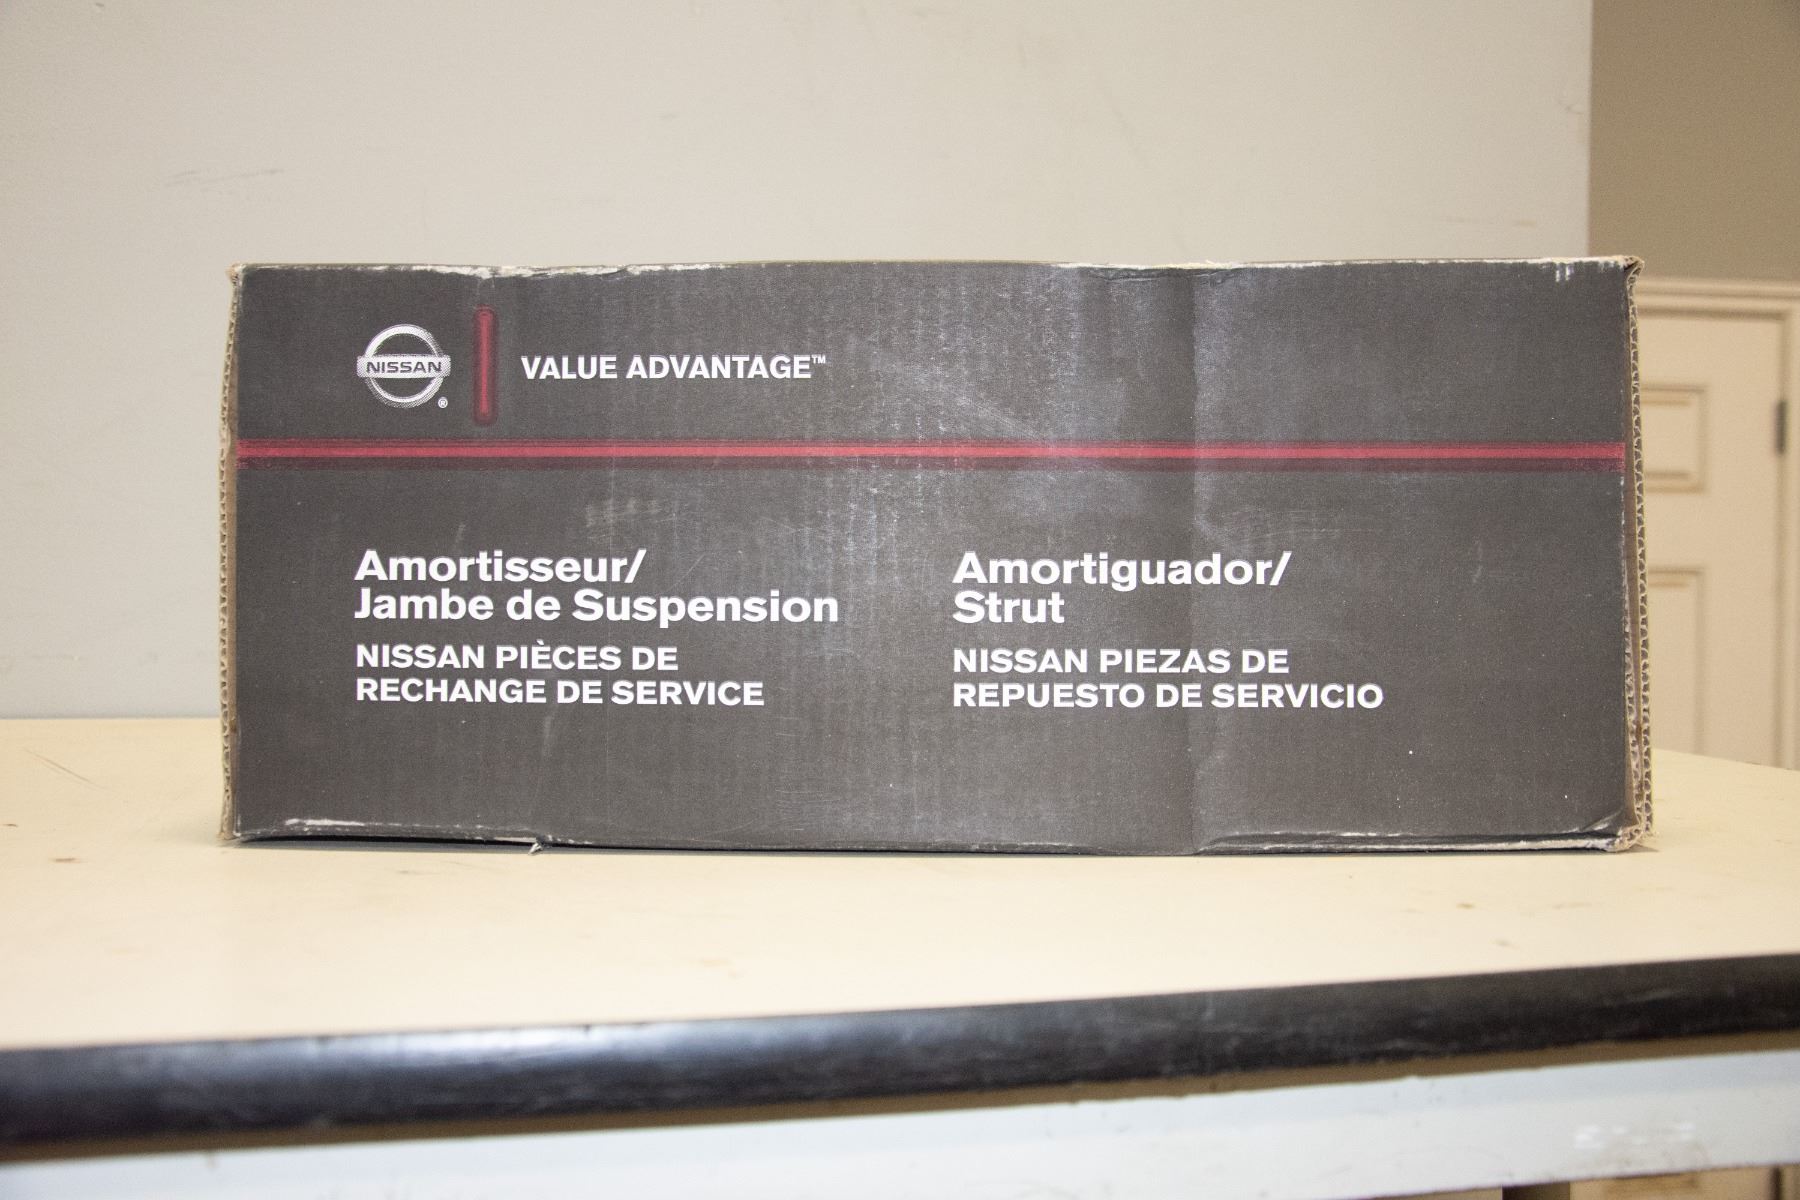 NISSAN
®
VALUE ADVANTAGE™
Amortisseur/
Jambe de Suspension
NISSAN PIÈCES DE
RECHANGE DE SERVICE
Amortiguador/
Strut
NISSAN PIEZAS DE
REPUESTO DE SERVICIO